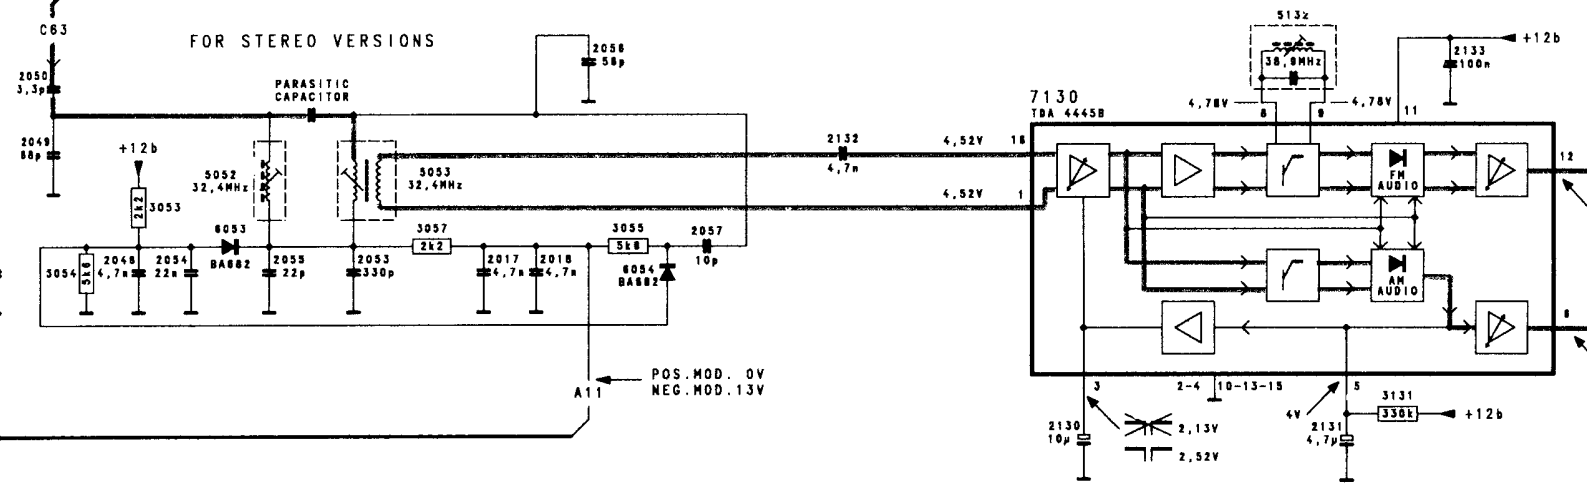 C63
FOR STEREO VERSIONS
2050
3,3p
PARASITIC
CAPACITOR
2056
56p
2049
68p
+12b
5052
32,4MHz
5053
32,4MHz
2k2
3053
6053
BA682
3057
2k2
3055
5k6
2057
10p
3054
5k6
2048
4,7n
2054
22n
2055
22p
2053
330p
2017
4,7n
2018
4,7n
6054
BA682
A11
POS.MOD. 0V
NEG.MOD.13V
2132
4,7n
4,52V
16
4,52V
1
7130
TDA 4445B
5132
38,9MHz
4,78V
4,78V
8
9
11
+12b
2133
100n
FM
AUDIO
AM
AUDIO
12
3
2-4
10-13-15
5
4V
2130
10µ
2,13V
2,52V
2131
4,7µ
3131
330k
+12b